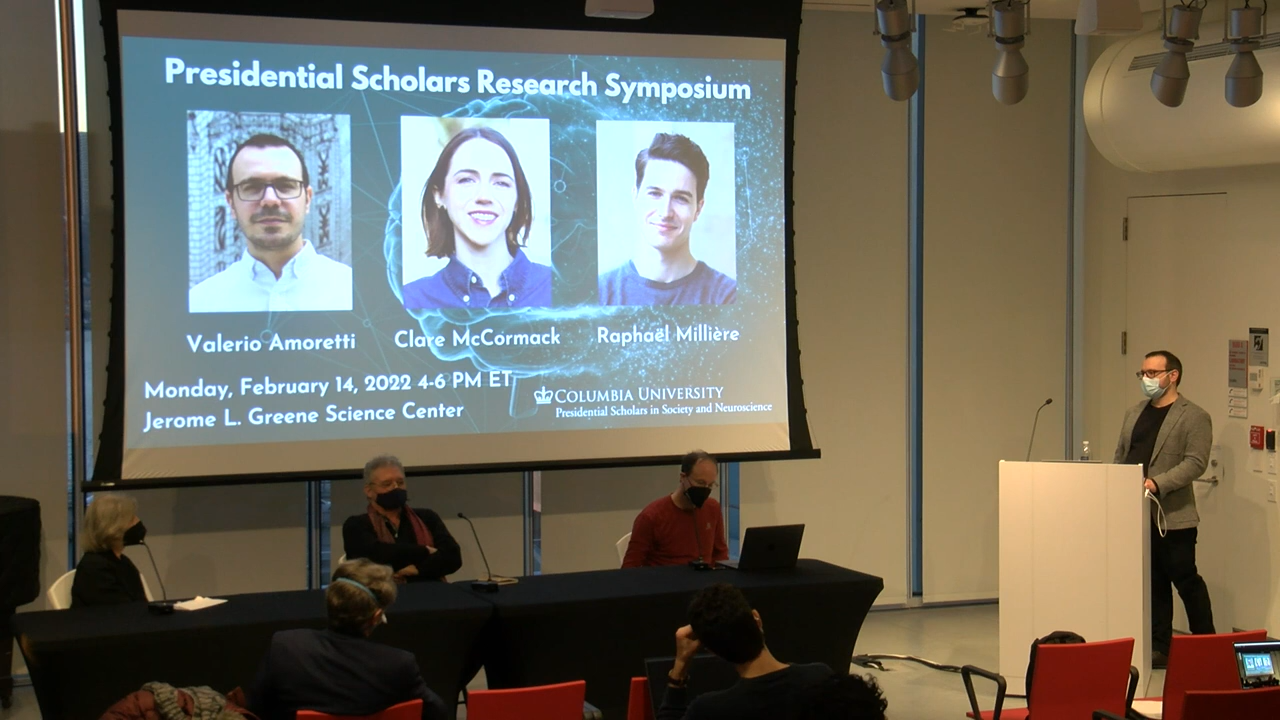 Presidential Scholars Research Symposium
Valerio Amoretti
Clare McCormack
Raphaël Millière
Monday, February 14, 2022 4-6 PM ET
Jerome L. Greene Science Center
COLUMBIA UNIVERSITY
Presidential Scholars in Society and Neuroscience